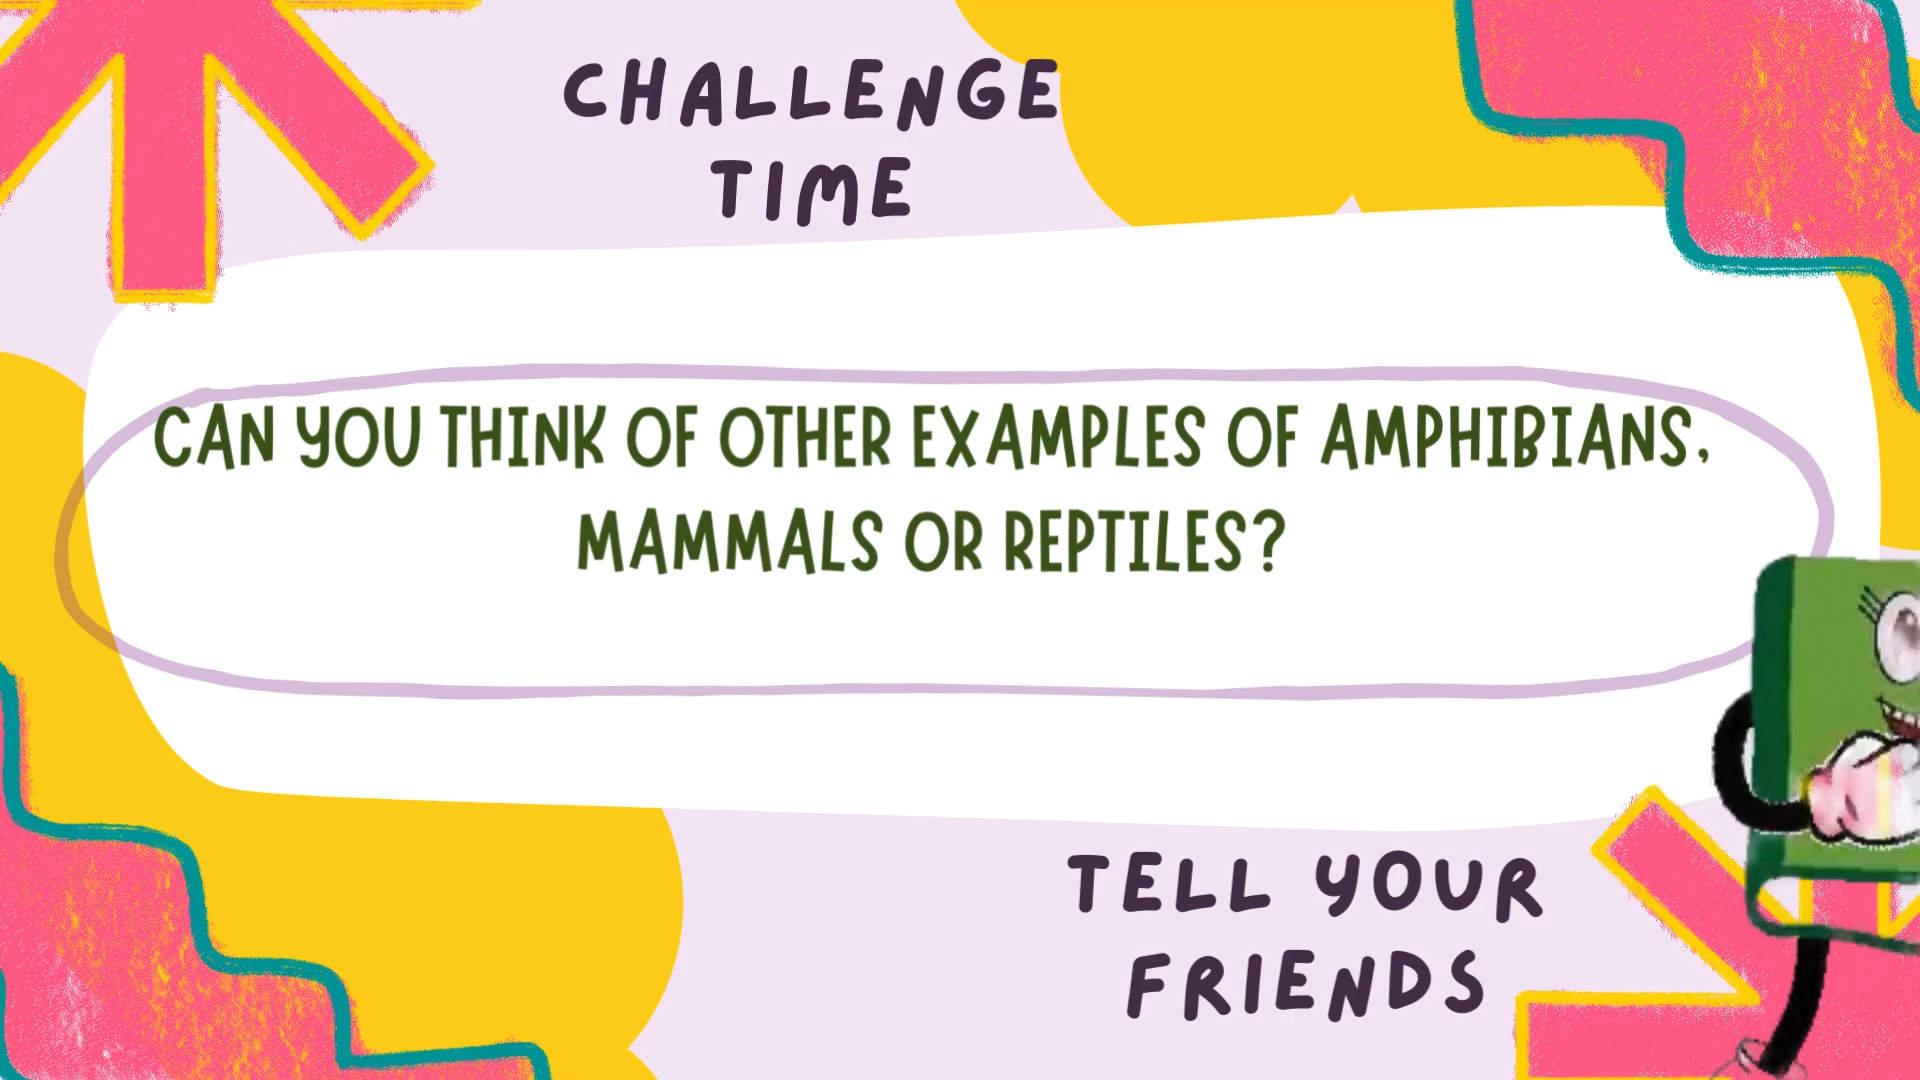 CHALLENGE
TIME
CAN YOU THINK OF OTHER EXAMPLES OF AMPHIBIANS,
MAMMALS OR REPTILES?
TELL YOUR
FRIENDS